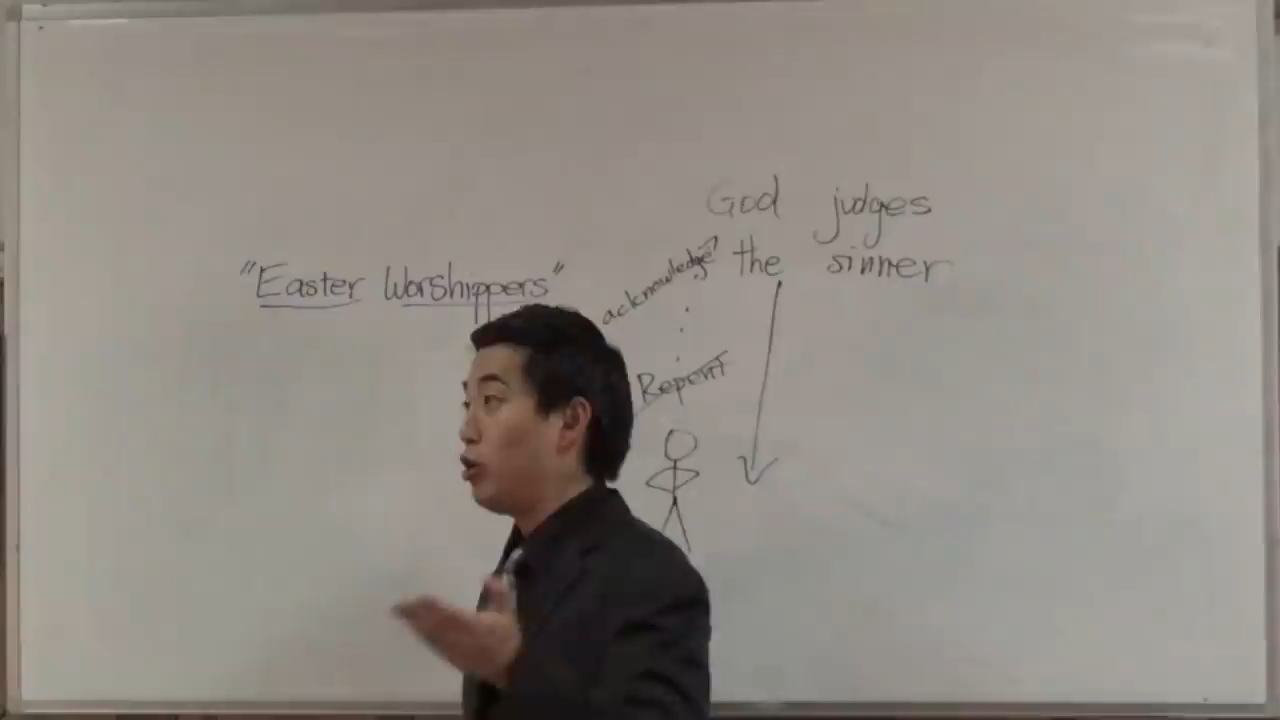 "Easter Worshippers"
God judges
the sinner
acknowledge
Repent